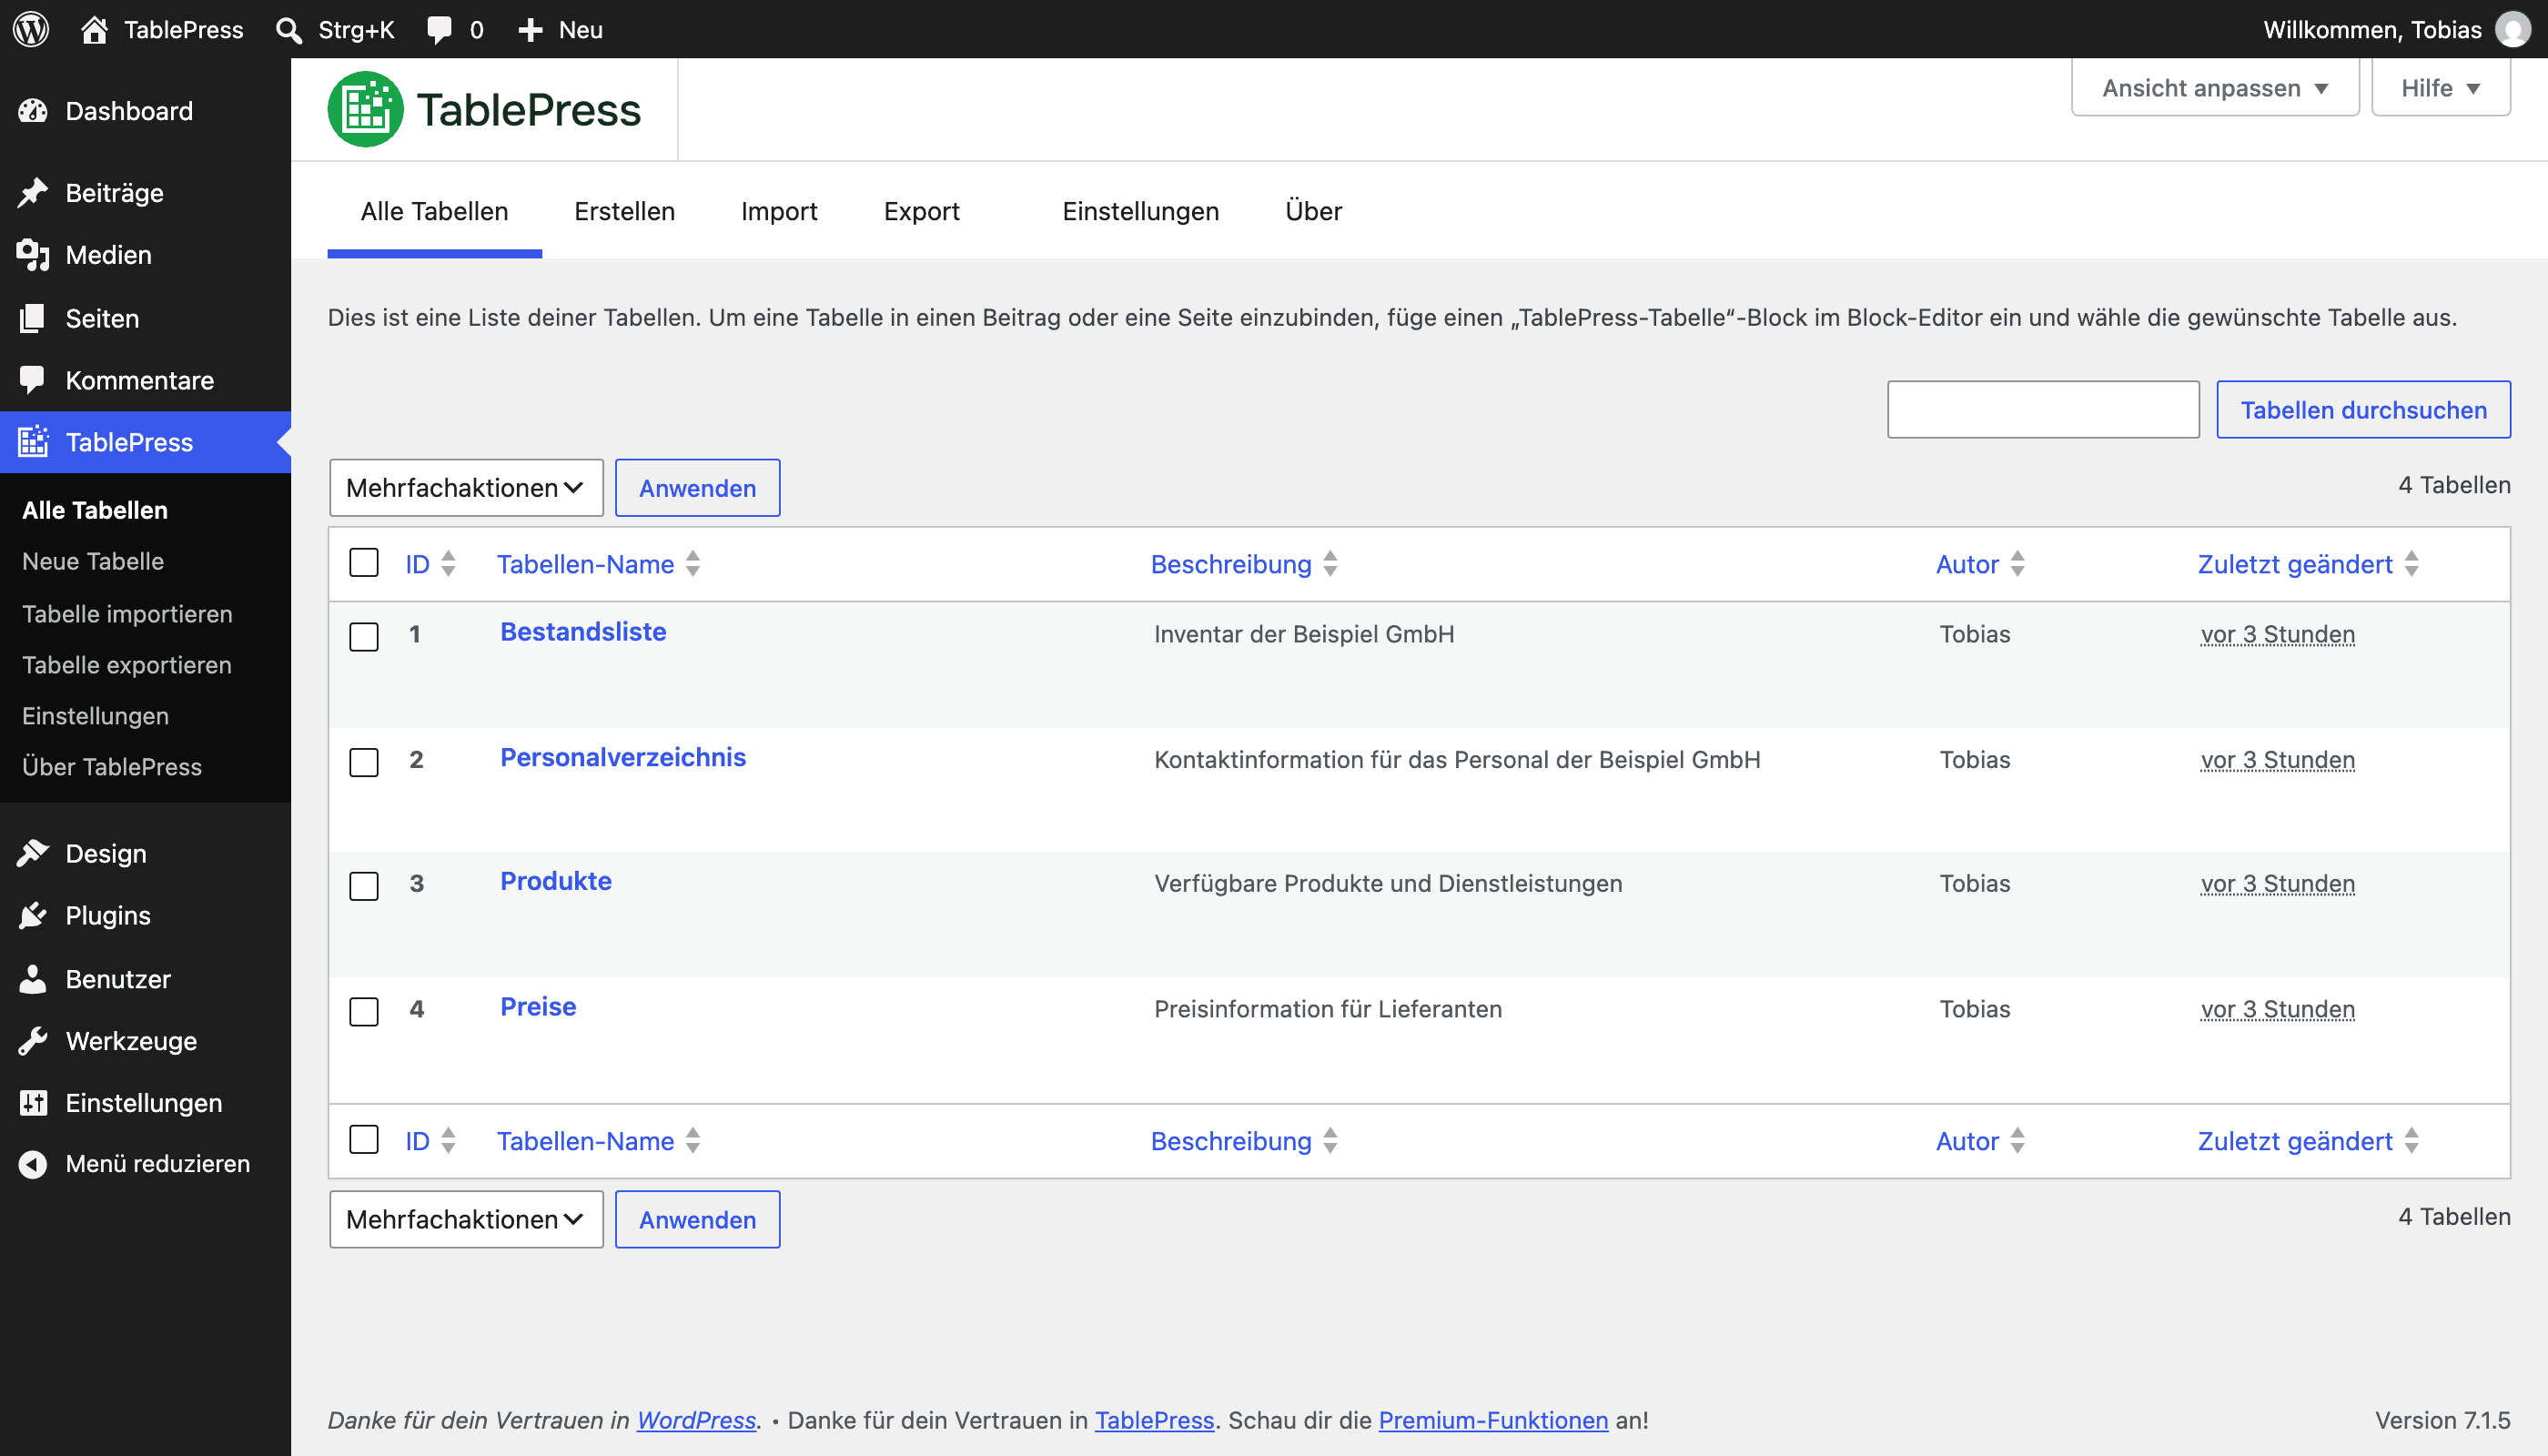 TablePress Strg+K 0 Neu Willkommen, Tobias
Dashboard
Beiträge
Medien
Seiten
Kommentare
TablePress
Alle Tabellen
Neue Tabelle
Tabelle importieren
Tabelle exportieren
Einstellungen
Über TablePress
Design
Plugins
Benutzer
Werkzeuge
Einstellungen
Menü reduzieren
TablePress
Ansicht anpassen Hilfe
Alle Tabellen Erstellen Import Export Einstellungen Über
Dies ist eine Liste deiner Tabellen. Um eine Tabelle in einen Beitrag oder eine Seite einzubinden, füge einen „TablePress-Tabelle“-Block im Block-Editor ein und wähle die gewünschte Tabelle aus.
Tabellen durchsuchen
Mehrfachaktionen Anwenden 4 Tabellen
ID Tabellen-Name Beschreibung Autor Zuletzt geändert
1 Bestandsliste Inventar der Beispiel GmbH Tobias vor 3 Stunden
2 Personalverzeichnis Kontaktinformation für das Personal der Beispiel GmbH Tobias vor 3 Stunden
3 Produkte Verfügbare Produkte und Dienstleistungen Tobias vor 3 Stunden
4 Preise Preisinformation für Lieferanten Tobias vor 3 Stunden
ID Tabellen-Name Beschreibung Autor Zuletzt geändert
Mehrfachaktionen Anwenden 4 Tabellen
Danke für dein Vertrauen in WordPress. • Danke für dein Vertrauen in TablePress. Schau dir die Premium-Funktionen an! Version 7.1.5